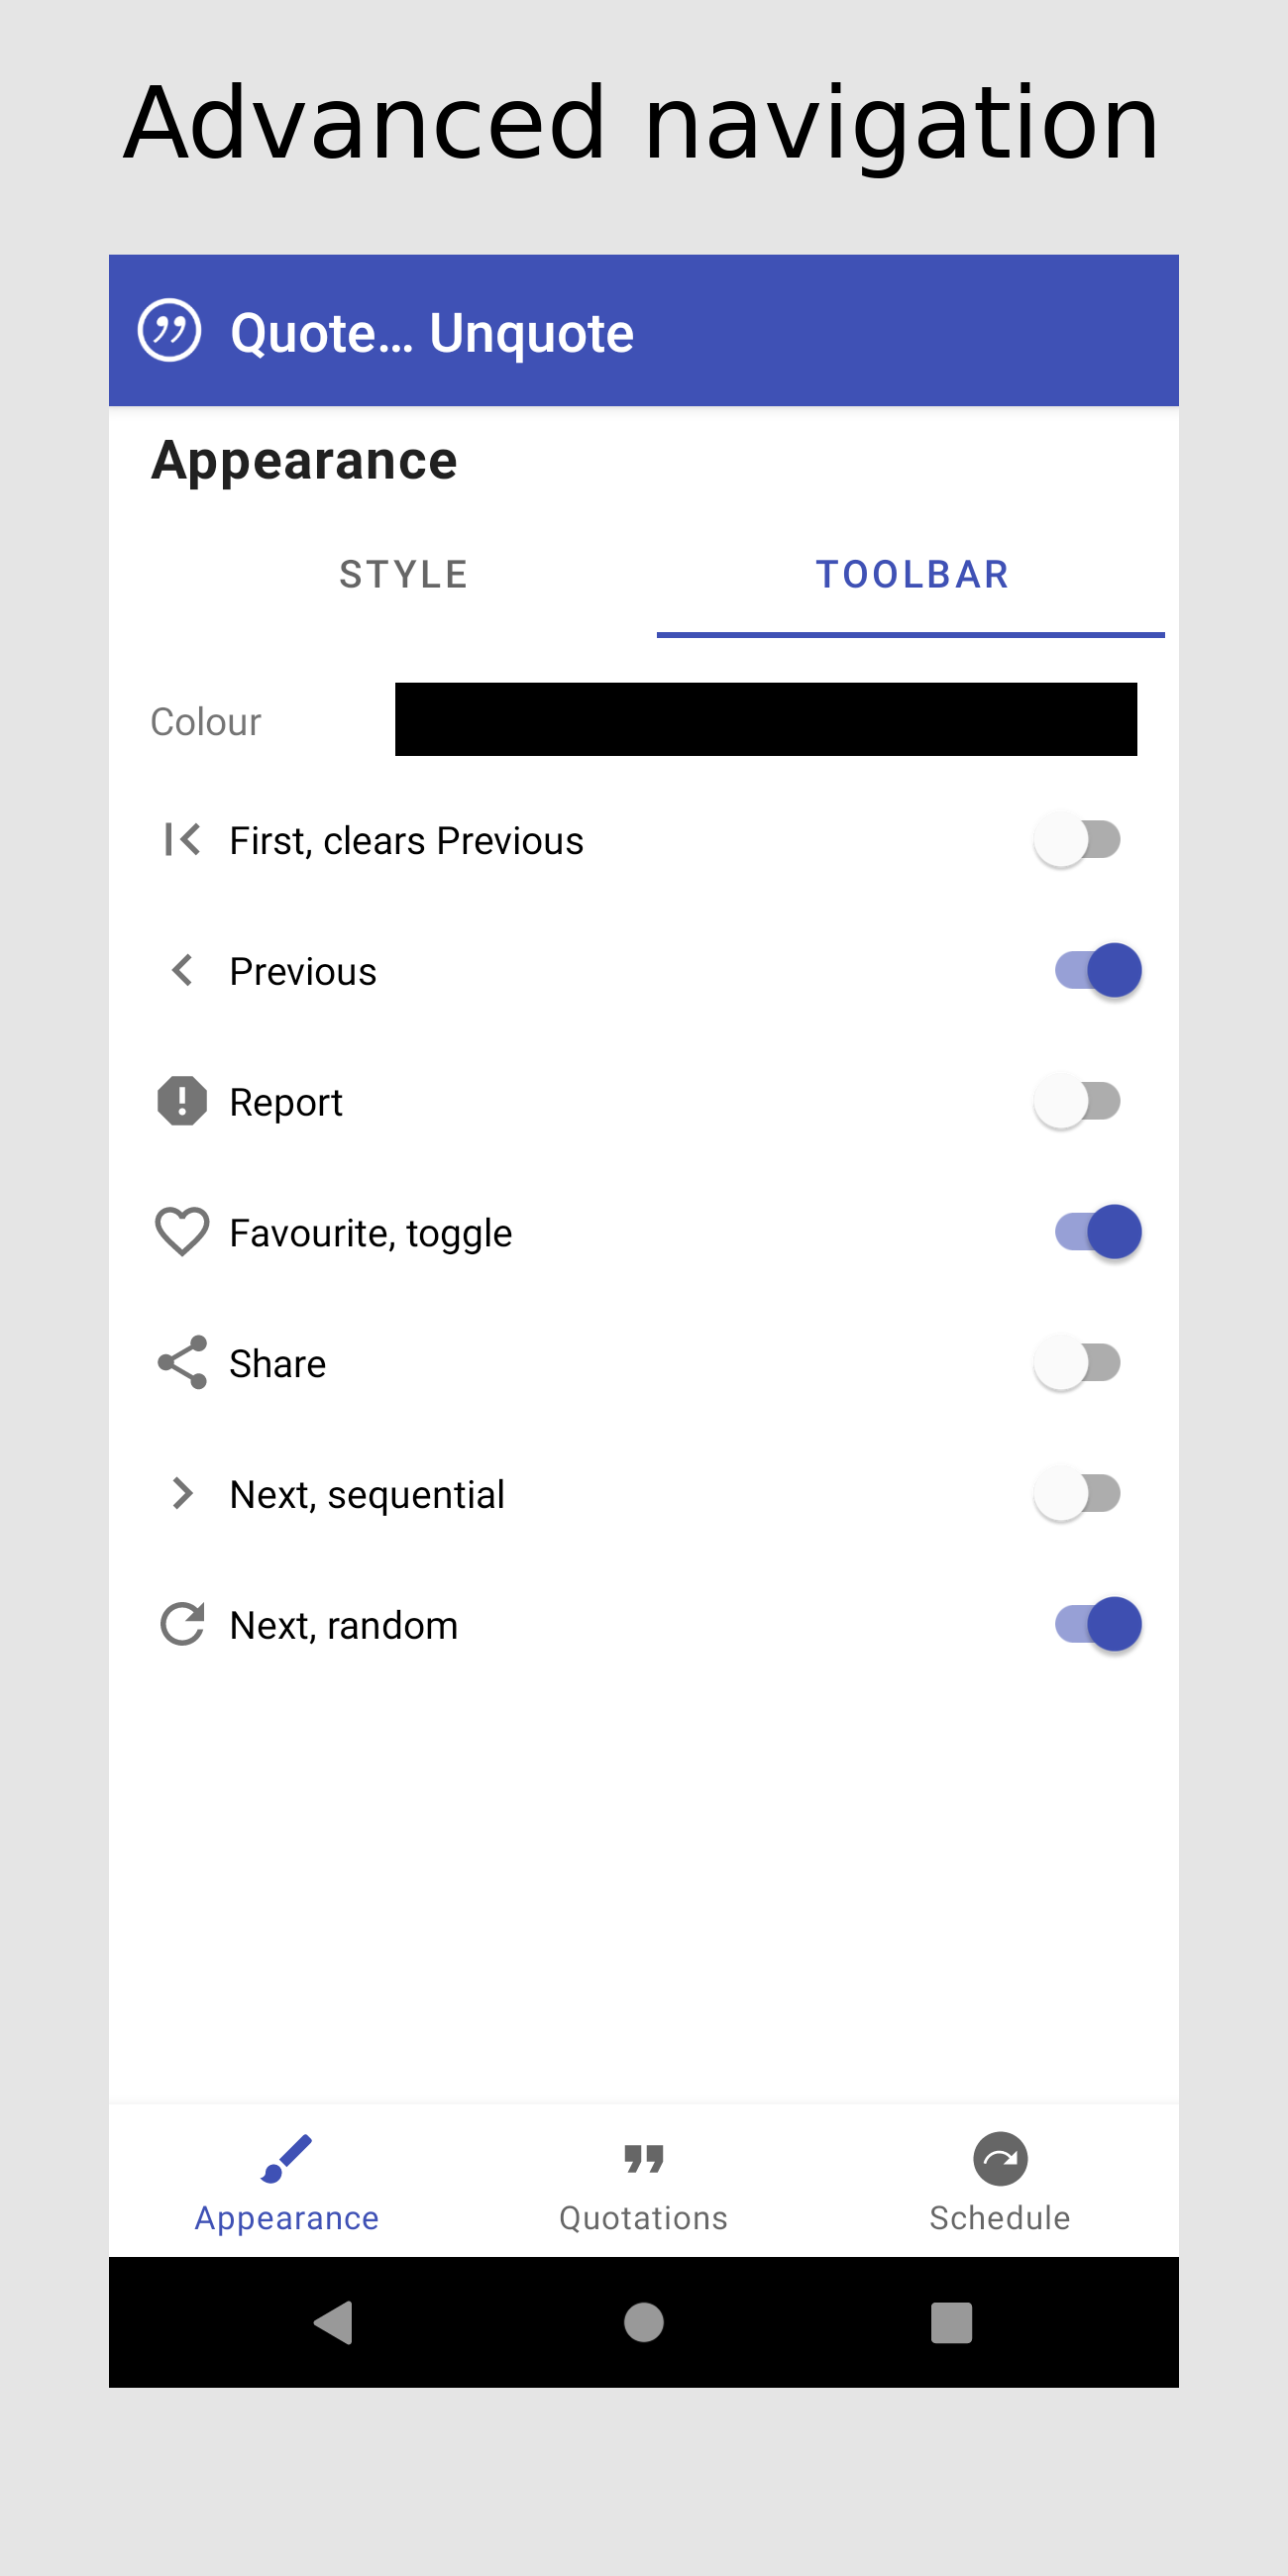 Advanced navigation
Quote... Unquote
Appearance
STYLE
TOOLBAR
Colour
First, clears Previous
Previous
Report
Favourite, toggle
Share
Next, sequential
Next, random
Appearance
Quotations
Schedule